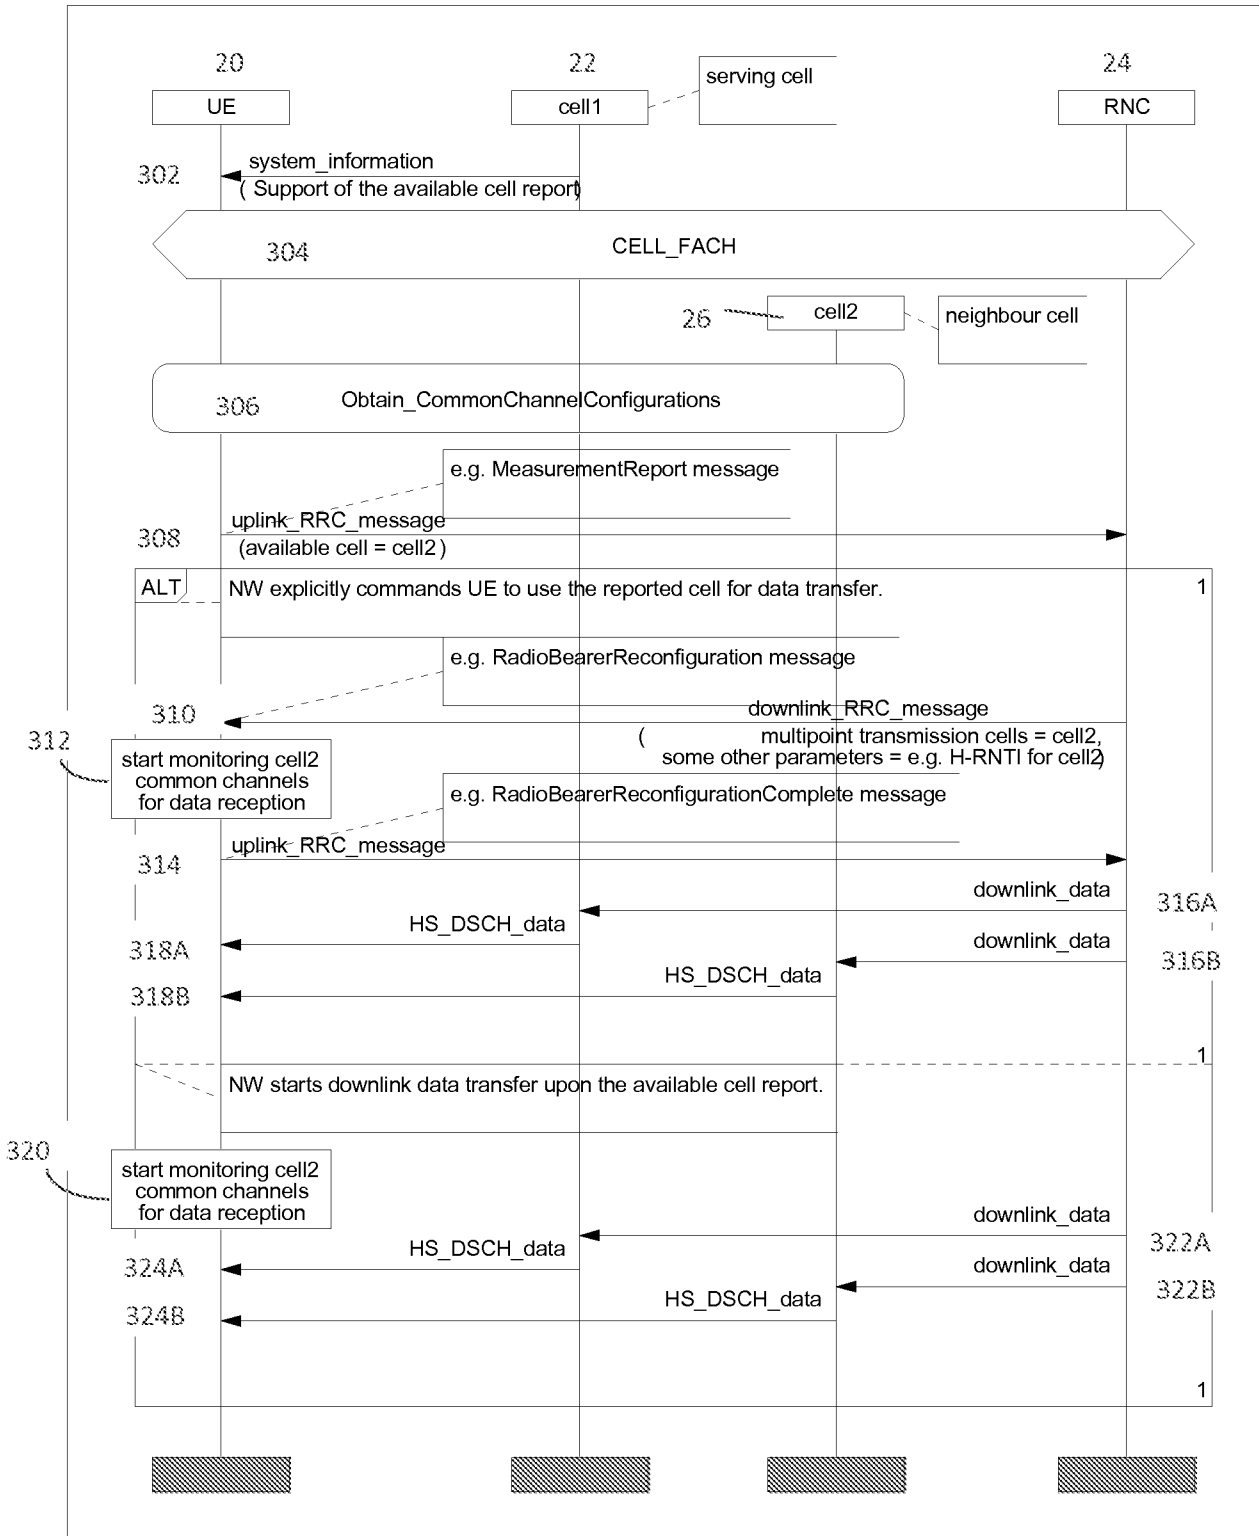 20
22
24
serving cell
UE
cell1
RNC
302
system_information
( Support of the available cell report)
304
CELL_FACH
26
cell2
neighbour cell
306
Obtain_CommonChannelConfigurations
e.g. MeasurementReport message
308
uplink_RRC_message
(available cell = cell2)
ALT
NW explicitly commands UE to use the reported cell for data transfer.
1
e.g. RadioBearerReconfiguration message
310
downlink_RRC_message
( multipoint transmission cells = cell2,
some other parameters = e.g. H-RNTI for cell2)
312
start monitoring cell2
common channels
for data reception
e.g. RadioBearerReconfigurationComplete message
314
uplink_RRC_message
downlink_data
316A
HS_DSCH_data
318A
downlink_data
316B
HS_DSCH_data
318B
1
NW starts downlink data transfer upon the available cell report.
320
start monitoring cell2
common channels
for data reception
downlink_data
322A
HS_DSCH_data
324A
downlink_data
322B
HS_DSCH_data
324B
1